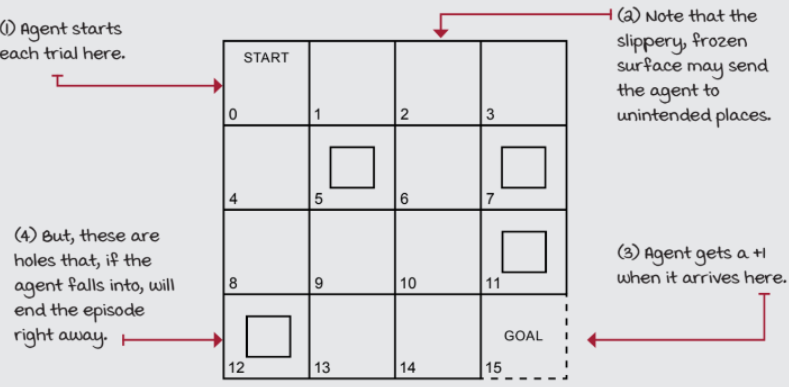 (1) Agent starts
each trial here.
(2) Note that the
slippery, frozen
surface may send
the agent to
unintended places.
START
0
1
2
3
4
5
6
7
(4) But, these are
holes that, if the
agent falls into, will
end the episode
right away.
8
9
10
11
(3) Agent gets a +1
when it arrives here.
GOAL
12
13
14
15